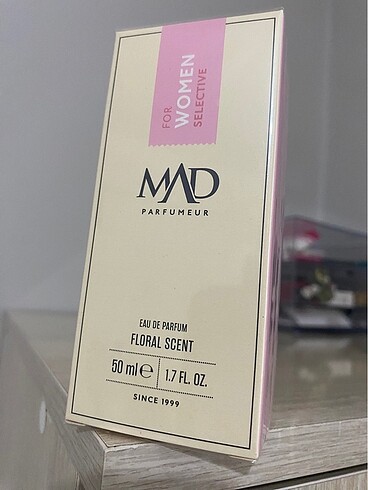 FOR
WOMEN
SELECTIVE
MAD
PARFUMEUR
EAU DE PARFUM
FLORAL SCENT
50 ml ℮ 1.7 FL. OZ.
SINCE 1999